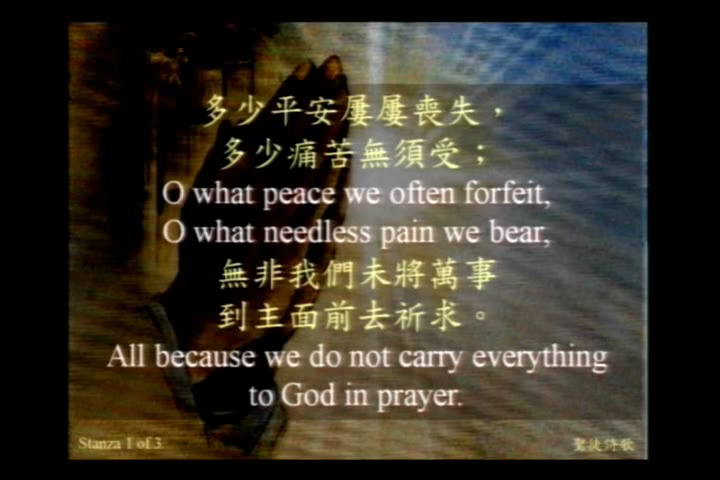 多少平安屢屢喪失，
多少痛苦無須受；
O what peace we often forfeit,
O what needless pain we bear,
無非我們未將萬事
到主面前去祈求。
All because we do not carry everything
to God in prayer.
Stanza 1 of 3
聖徒詩歌